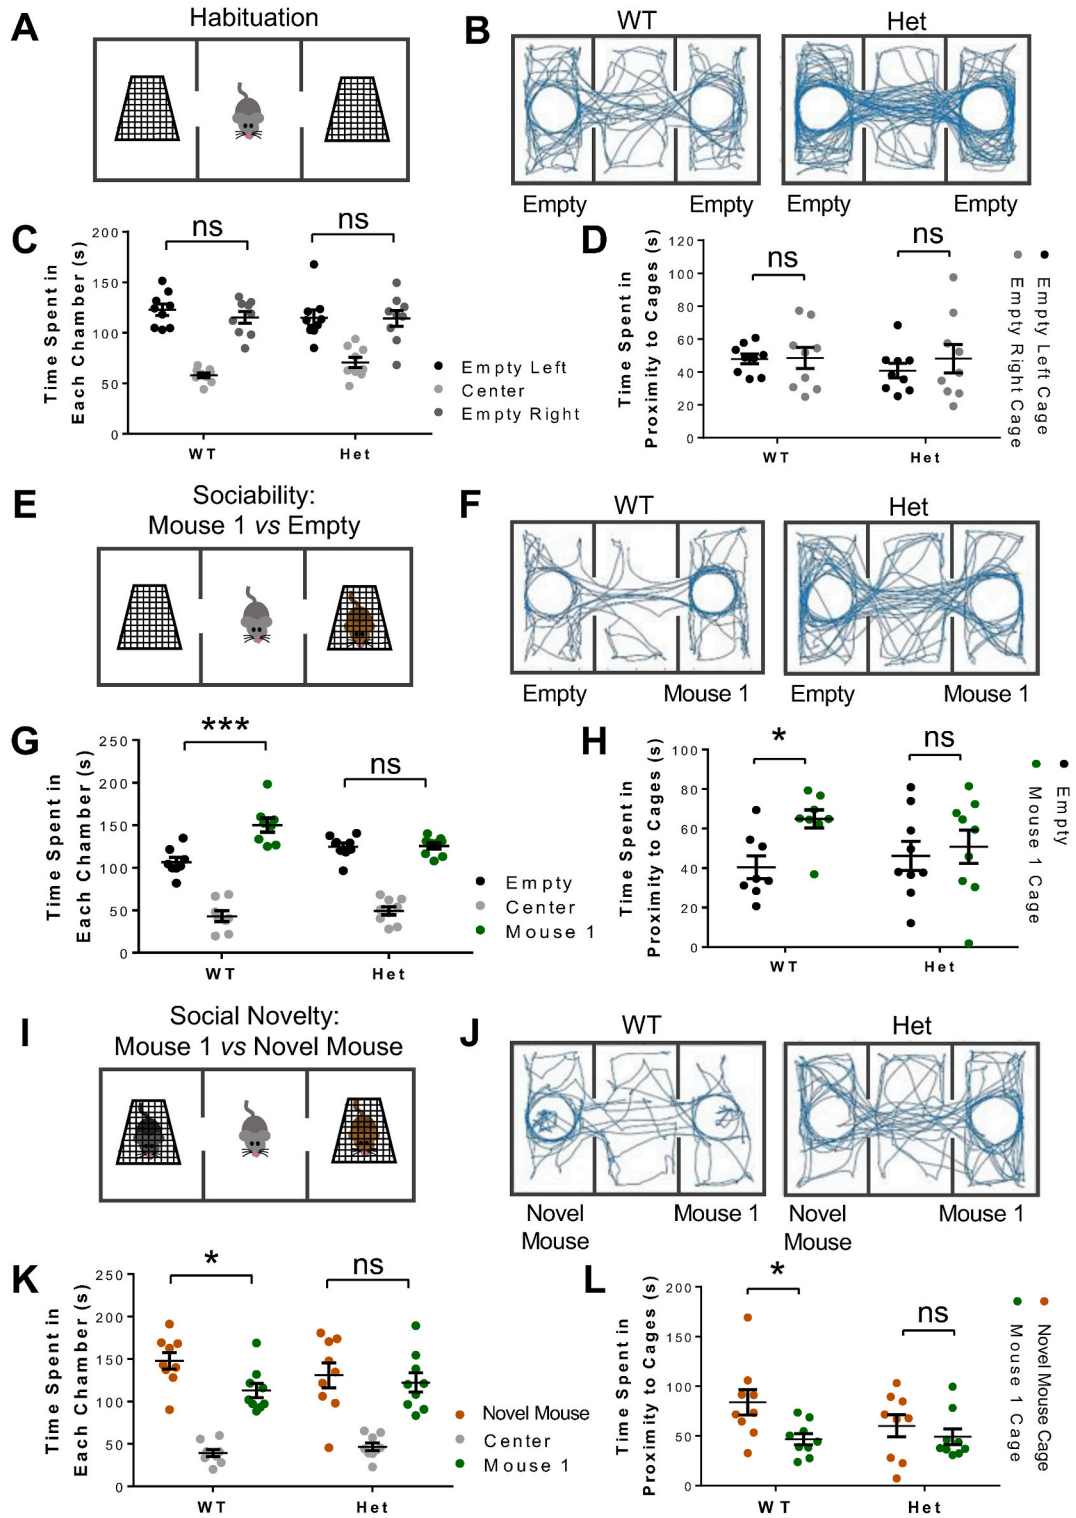 A
Habituation
B
WT
Het
Empty
Empty
Empty
Empty
C
Time Spent in
Each Chamber (s)
200
150
100
50
0
ns
ns
WT
Het
Empty Left
Center
Empty Right
D
Time Spent in
Proximity to Cages (s)
120
100
80
60
40
20
0
ns
ns
WT
Het
Empty Left Cage
Empty Right Cage
E
Sociability:
Mouse 1 vs Empty
F
WT
Het
Empty
Mouse 1
Empty
Mouse 1
G
Time Spent in
Each Chamber (s)
250
200
150
100
50
0
***
ns
WT
Het
Empty
Center
Mouse 1
H
Time Spent in
Proximity to Cages (s)
100
80
60
40
20
0
*
ns
WT
Het
Empty
Mouse 1 Cage
I
Social Novelty:
Mouse 1 vs Novel Mouse
J
WT
Het
Novel
Mouse
Mouse 1
Novel
Mouse
Mouse 1
K
Time Spent in
Each Chamber (s)
250
200
150
100
50
0
*
ns
WT
Het
Novel Mouse
Center
Mouse 1
L
Time Spent in
Proximity to Cages (s)
200
150
100
50
0
*
ns
WT
Het
Novel Mouse Cage
Mouse 1 Cage